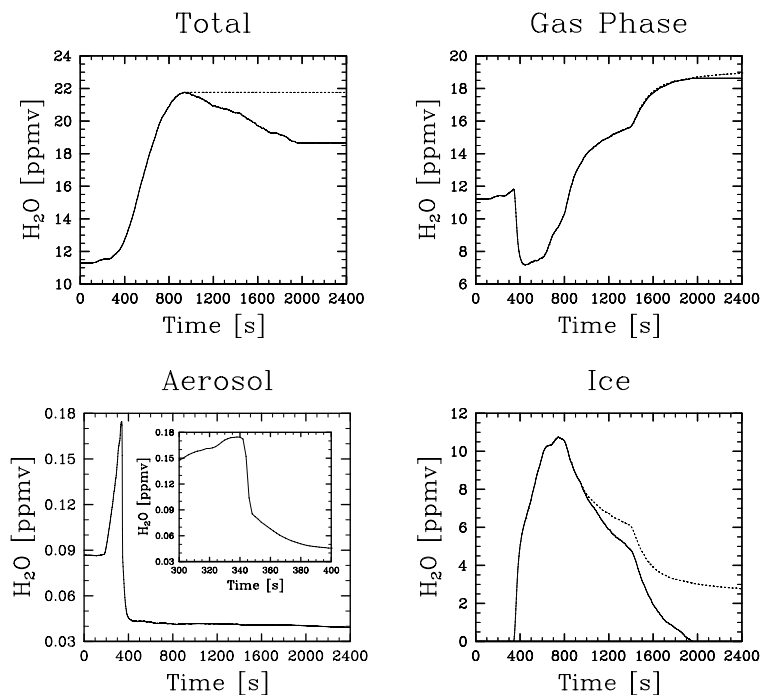 Total
24
22
20
18
16
14
12
10
H₂O [ppmv]
0 400 800 1200 1600 2000 2400
Time [s]
Gas Phase
20
18
16
14
12
10
8
6
H₂O [ppmv]
0 400 800 1200 1600 2000 2400
Time [s]
Aerosol
0.18
0.15
0.12
0.09
0.06
0.03
H₂O [ppmv]
0 400 800 1200 1600 2000 2400
Time [s]
0.18
0.15
0.12
0.09
0.06
0.03
H₂O [ppmv]
300 320 340 360 380 400
Time [s]
Ice
12
10
8
6
4
2
0
H₂O [ppmv]
0 400 800 1200 1600 2000 2400
Time [s]